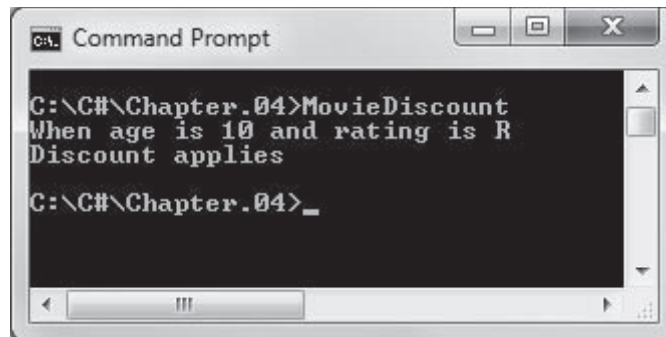 Command Prompt
C:\C#\Chapter.04>MovieDiscount
When age is 10 and rating is R
Discount applies
C:\C#\Chapter.04>_